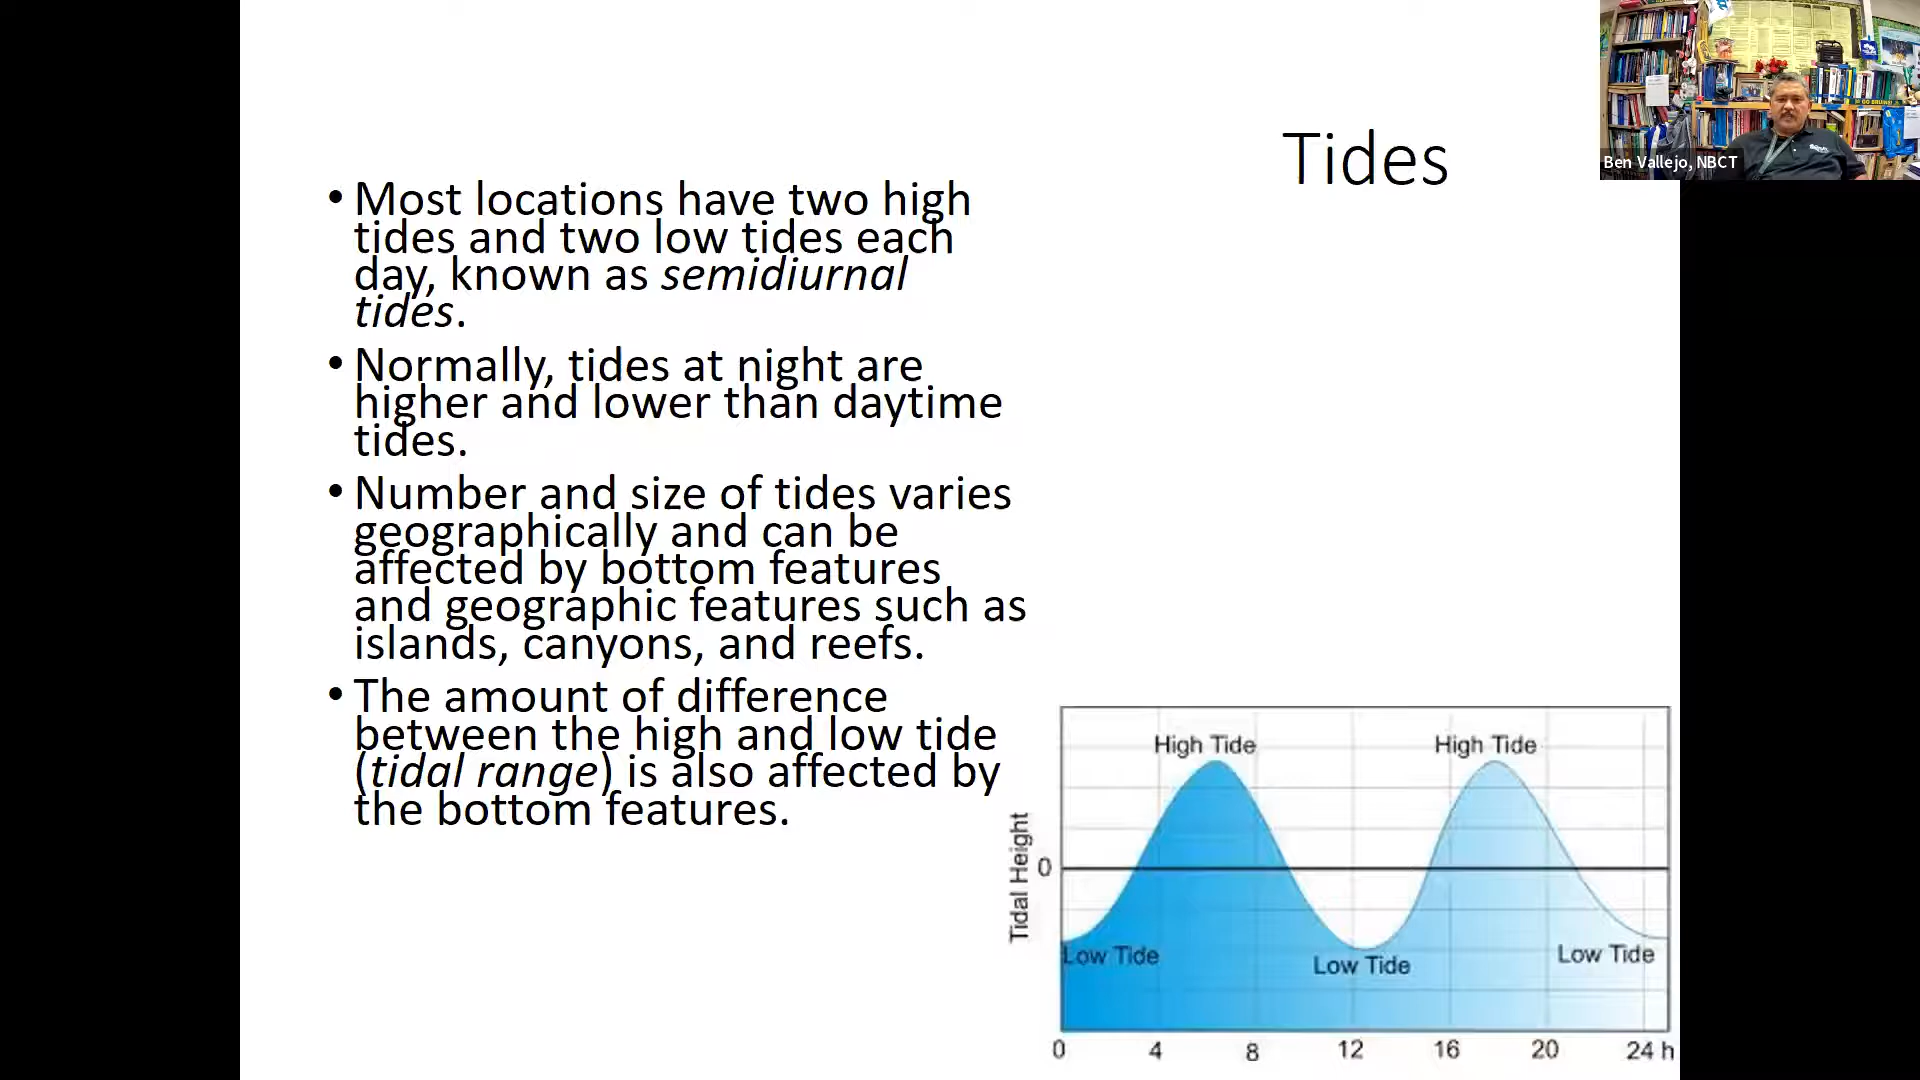 Tides
• Most locations have two high
tides and two low tides each
day, known as semidiurnal
tides.
• Normally, tides at night are
higher and lower than daytime
tides.
• Number and size of tides varies
geographically and can be
affected by bottom features
and geographic features such as
islands, canyons, and reefs.
• The amount of difference
between the high and low tide
(tidal range) is also affected by
the bottom features.
High Tide
High Tide
Tidal Height
0
Low Tide
Low Tide
Low Tide
0 4 8 12 16 20 24 h
Ben Vallejo, NBCT
GO BRUINS!